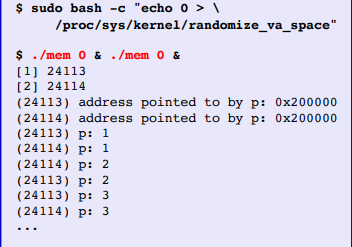 $ sudo bash -c "echo 0 > \
/proc/sys/kernel/randomize_va_space"
$ ./mem 0 & ./mem 0 &
[1] 24113
[2] 24114
(24113) address pointed to by p: 0x200000
(24114) address pointed to by p: 0x200000
(24113) p: 1
(24114) p: 1
(24114) p: 2
(24113) p: 2
(24113) p: 3
(24114) p: 3
...